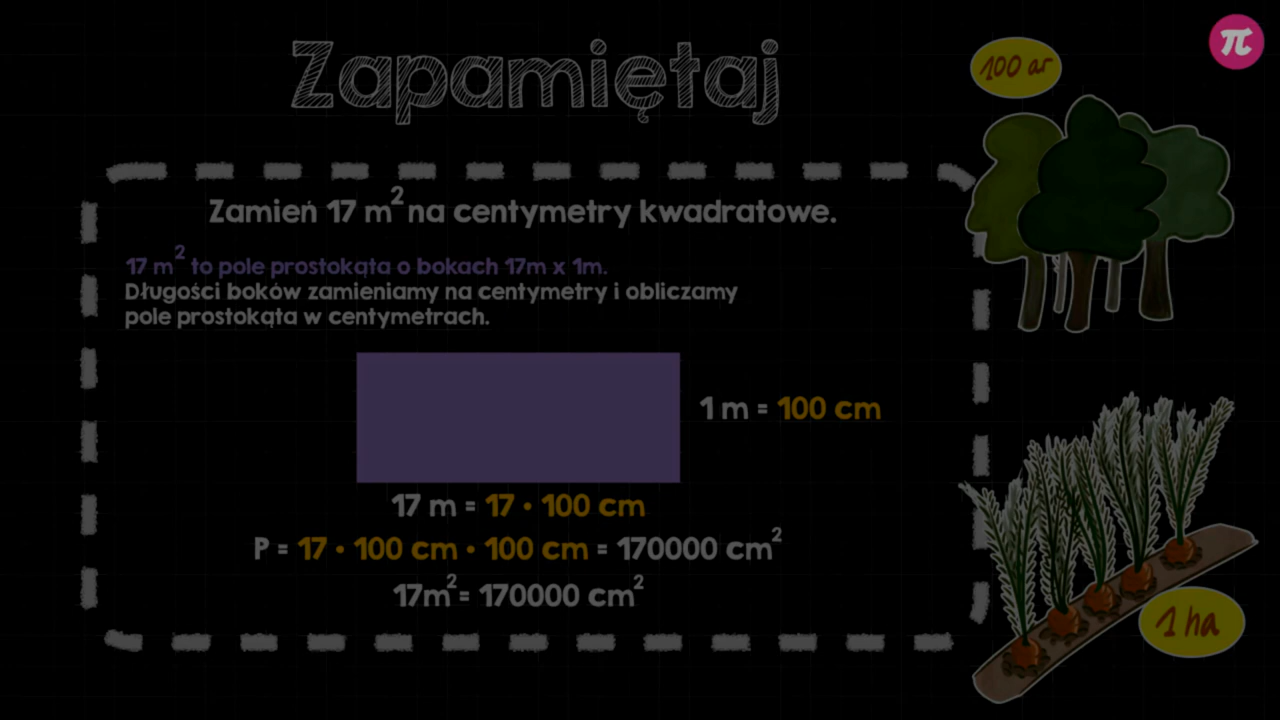 Zapamiętaj
π
100 ar
Zamień 17 m² na centymetry kwadratowe.
17 m² to pole prostokąta o bokach 17m x 1m.
Długości boków zamieniamy na centymetry i obliczamy
pole prostokąta w centymetrach.
1 m = 100 cm
17 m = 17 • 100 cm
P = 17 • 100 cm • 100 cm = 170000 cm²
17m² = 170000 cm²
1 ha